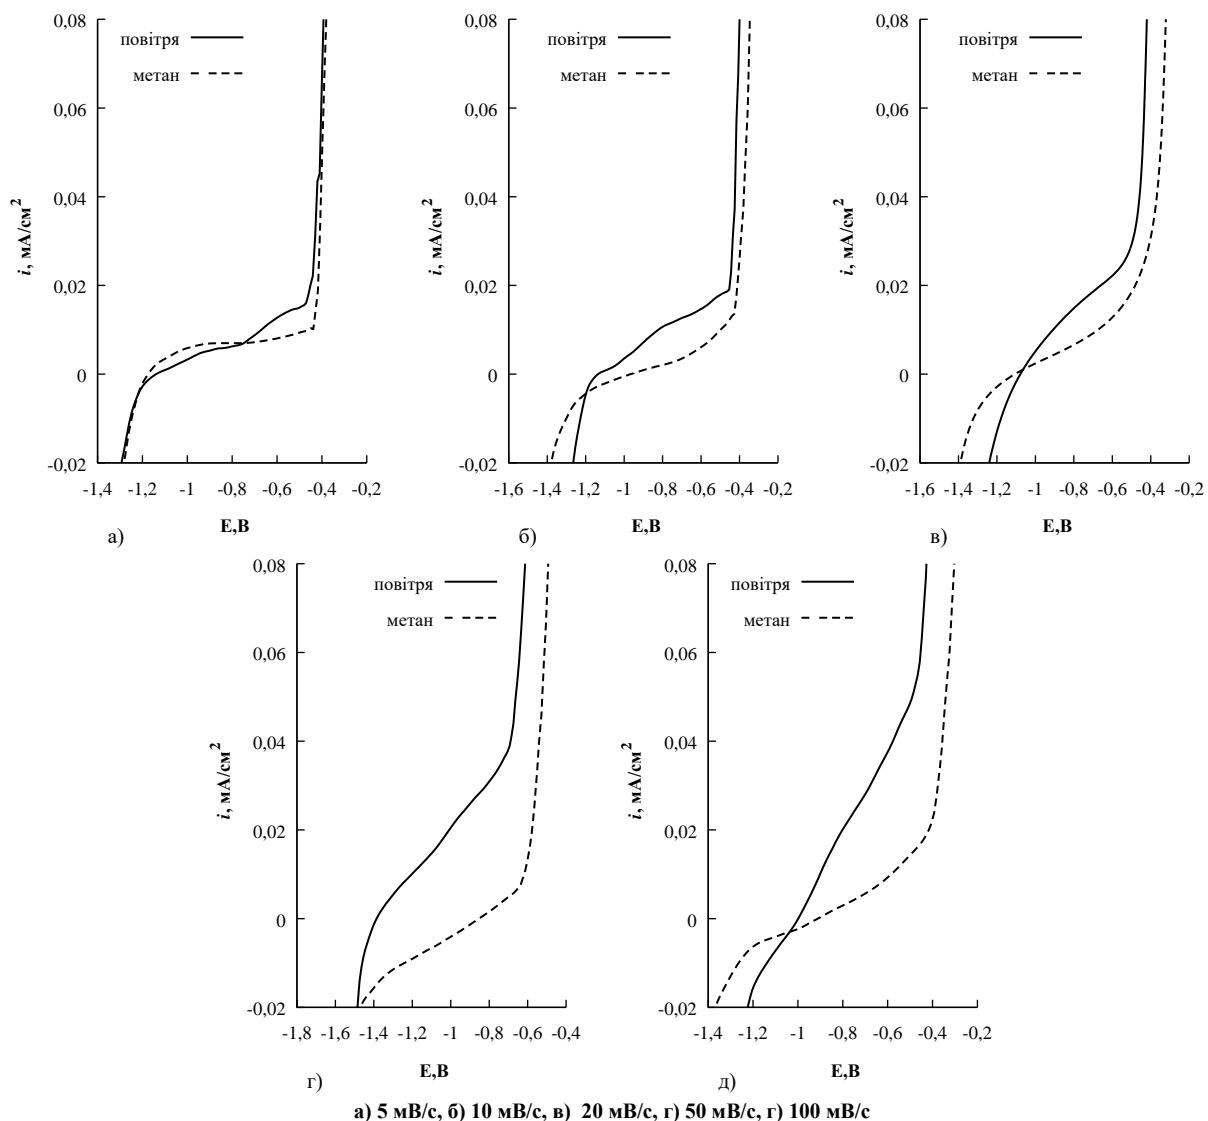 0,08
повітря
метан
0,06
0,04
i, мА/см2
0,02
0
-0,02
-1,4 -1,2 -1 -0,8 -0,6 -0,4 -0,2
E,В
а)
0,08
повітря
метан
0,06
0,04
i, мА/см2
0,02
0
-0,02
-1,6 -1,4 -1,2 -1 -0,8 -0,6 -0,4 -0,2
E,В
б)
0,08
повітря
метан
0,06
0,04
i, мА/см2
0,02
0
-0,02
-1,6 -1,4 -1,2 -1 -0,8 -0,6 -0,4 -0,2
E,В
в)
0,08
повітря
метан
0,06
0,04
i, мА/см2
0,02
0
-0,02
-1,8 -1,6 -1,4 -1,2 -1 -0,8 -0,6 -0,4
E,В
г)
0,08
повітря
метан
0,06
0,04
i, мА/см2
0,02
0
-0,02
-1,4 -1,2 -1,0 -0,8 -0,6 -0,4 -0,2
E,В
д)
а) 5 мВ/с, б) 10 мВ/с, в) 20 мВ/с, г) 50 мВ/с, г) 100 мВ/с